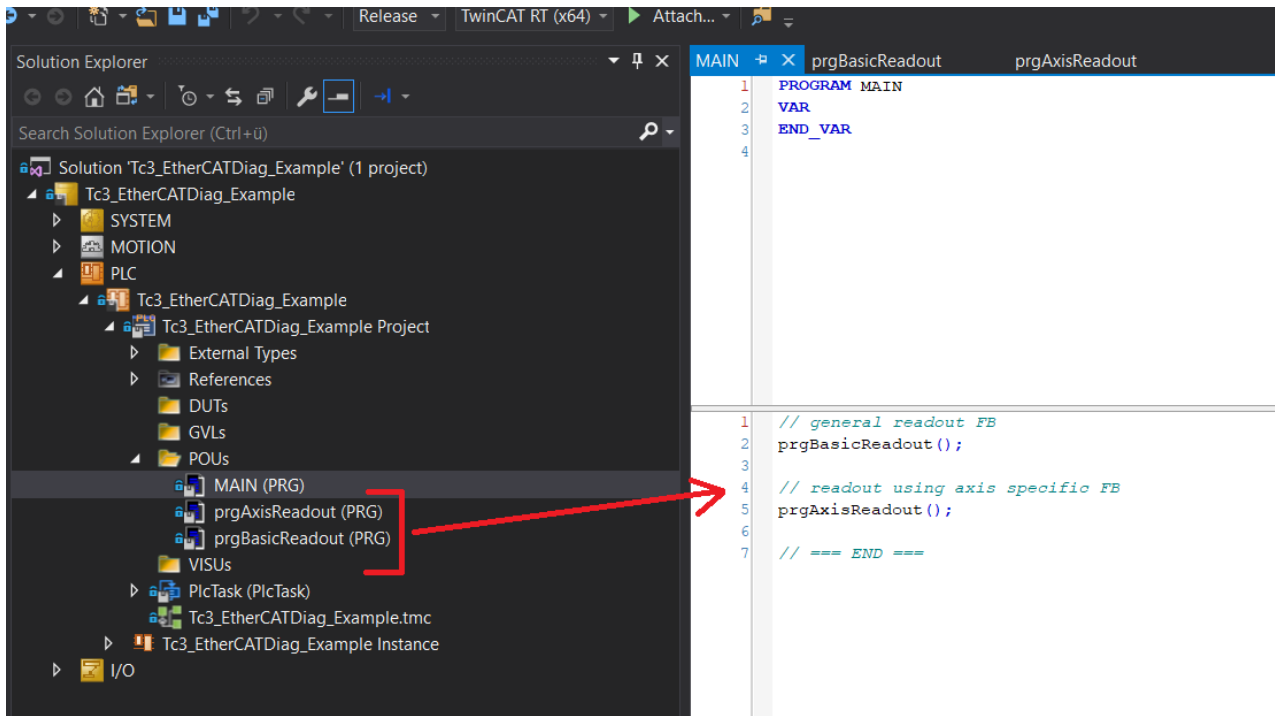 Release TwinCAT RT (x64) Attach...
Solution Explorer
Search Solution Explorer (Ctrl+ü)
Solution 'Tc3_EtherCATDiag_Example' (1 project)
Tc3_EtherCATDiag_Example
SYSTEM
MOTION
PLC
Tc3_EtherCATDiag_Example
Tc3_EtherCATDiag_Example Project
External Types
References
DUTs
GVLs
POUs
MAIN (PRG)
prgAxisReadout (PRG)
prgBasicReadout (PRG)
VISUs
PlcTask (PlcTask)
Tc3_EtherCATDiag_Example.tmc
Tc3_EtherCATDiag_Example Instance
I/O
MAIN prgBasicReadout prgAxisReadout
1 PROGRAM MAIN
2 VAR
3 END_VAR
4
1 // general readout FB
2 prgBasicReadout();
3
4 // readout using axis specific FB
5 prgAxisReadout();
6
7 // === END ===